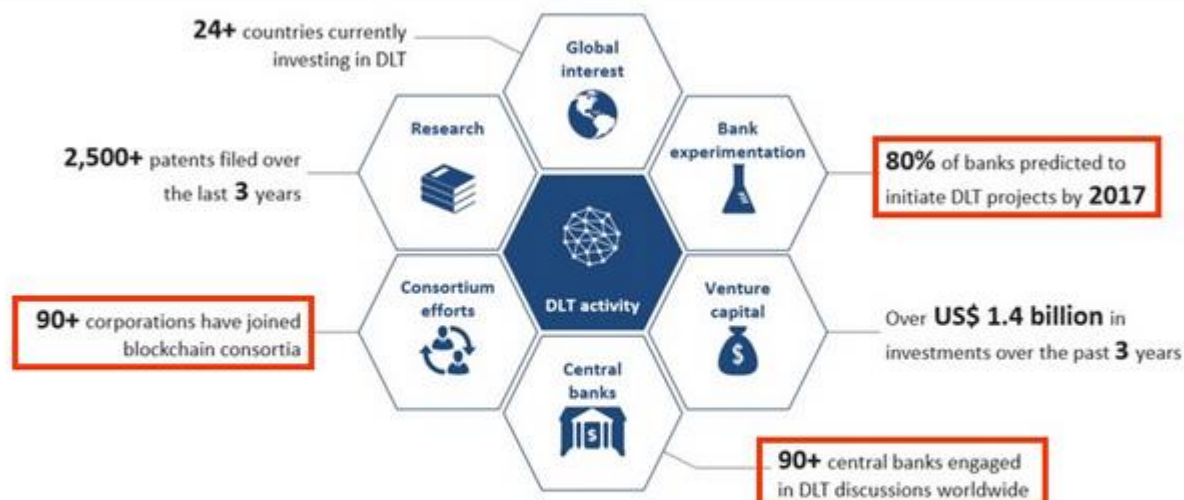 24+ countries currently
investing in DLT
Global
interest
Research
2,500+ patents filed over
the last 3 years
Bank
experimentation
80% of banks predicted to
initiate DLT projects by 2017
DLT activity
Consortium
efforts
90+ corporations have joined
blockchain consortia
Venture
capital
$
Over US$ 1.4 billion in
investments over the past 3 years
Central
banks
$
90+ central banks engaged
in DLT discussions worldwide